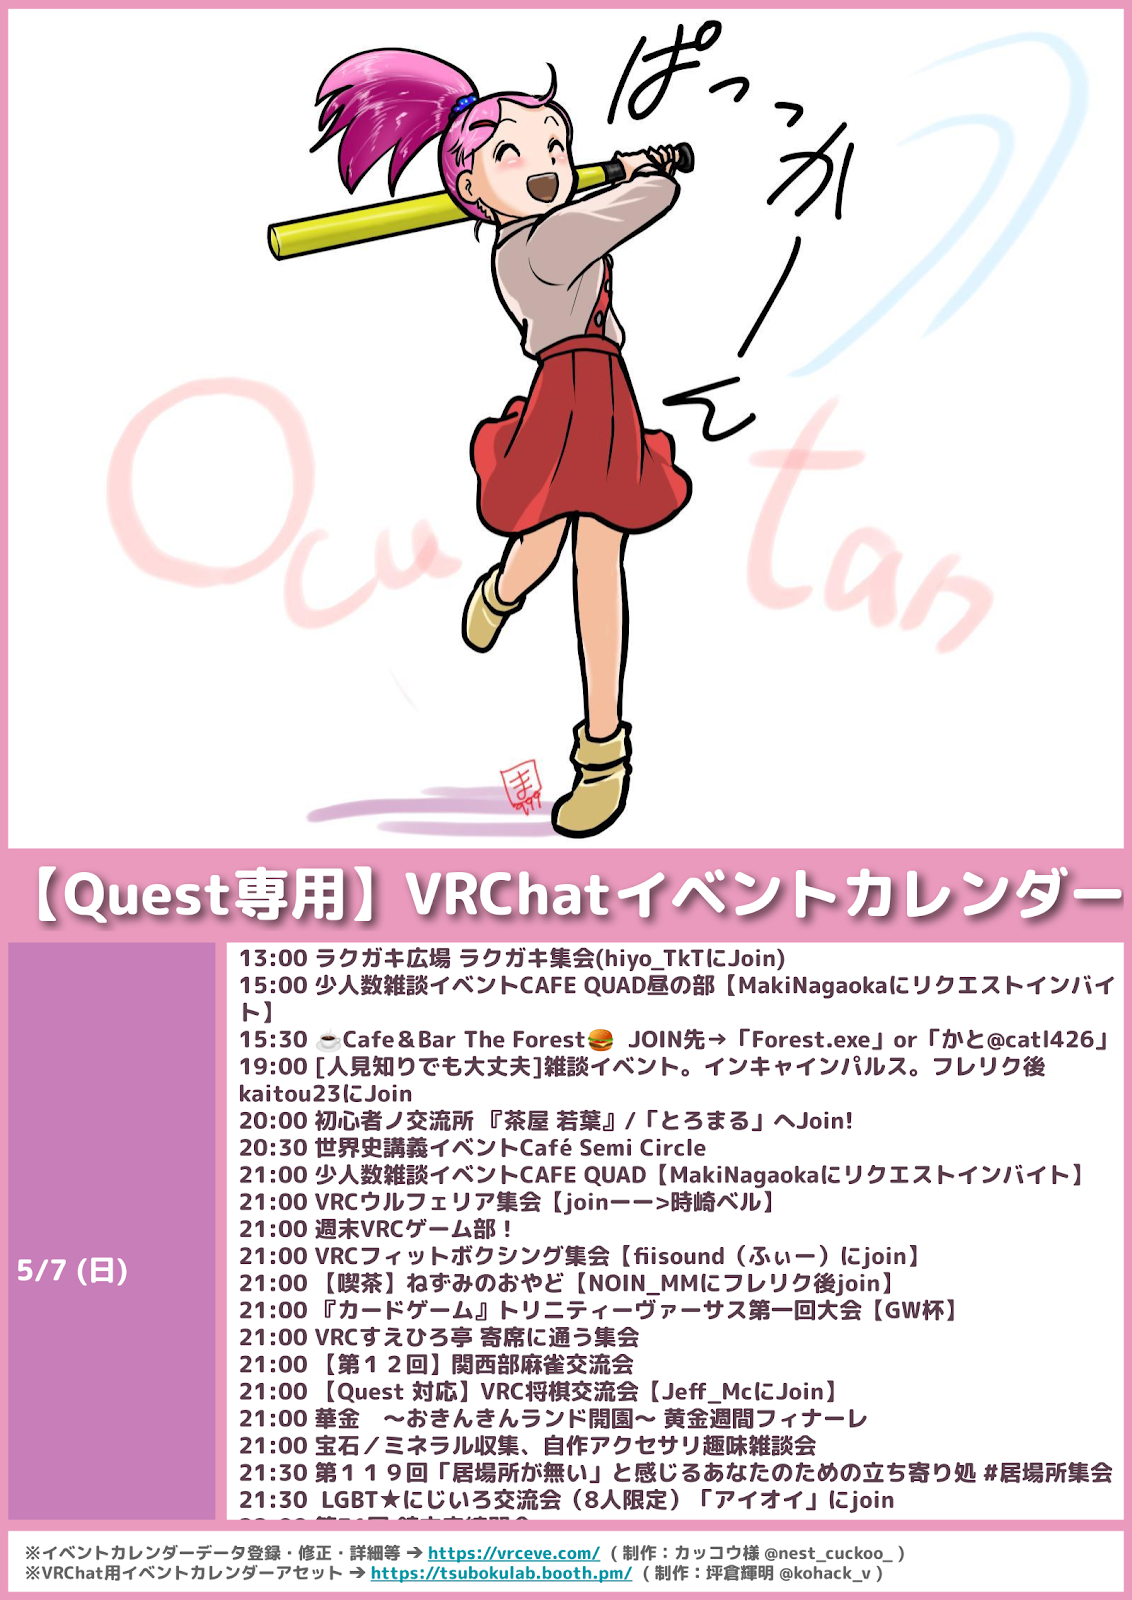 ぱっっかーん
Ocu tan
ま
999
【Quest専用】VRChatイベントカレンダー
5/7 (日)
13:00 ラクガキ広場 ラクガキ集会(hiyo_TkTにJoin)
15:00 少人数雑談イベントCAFE QUAD昼の部【MakiNagaokaにリクエストインバイ
ト】
15:30 ☕Cafe＆Bar The Forest🍔 JOIN先→「Forest.exe」or「かと@catl426」
19:00 [人見知りでも大丈夫]雑談イベント。インキャインパルス。フレリク後
kaitou23にJoin
20:00 初心者ノ交流所 『茶屋 若葉』/「とろまる」へJoin!
20:30 世界史講義イベントCafé Semi Circle
21:00 少人数雑談イベントCAFE QUAD【MakiNagaokaにリクエストインバイト】
21:00 VRCウルフェリア集会【joinーー>時崎ベル】
21:00 週末VRCゲーム部！
21:00 VRCフィットボクシング集会【fiisound（ふぃー）にjoin】
21:00 【喫茶】ねずみのおやど【NOIN_MMにフレリク後join】
21:00 『カードゲーム』トリニティーヴァーサス第一回大会【GW杯】
21:00 VRCすえひろ亭 寄席に通う集会
21:00 【第１２回】関西部麻雀交流会
21:00 【Quest 対応】VRC将棋交流会【Jeff_McにJoin】
21:00 華金　～おきんきんランド開園～ 黄金週間フィナーレ
21:00 宝石／ミネラル収集、自作アクセサリ趣味雑談会
21:30 第１１９回「居場所が無い」と感じるあなたのための立ち寄り処 #居場所集会
21:30 LGBT★にじいろ交流会（8人限定）「アイオイ」にjoin
※イベントカレンダーデータ登録・修正・詳細等 ➔ https://vrceve.com/ （ 制作：カッコウ様 @nest_cuckoo_ ）
※VRChat用イベントカレンダーアセット ➔ https://tsubokulab.booth.pm/ （ 制作：坪倉輝明 @kohack_v ）